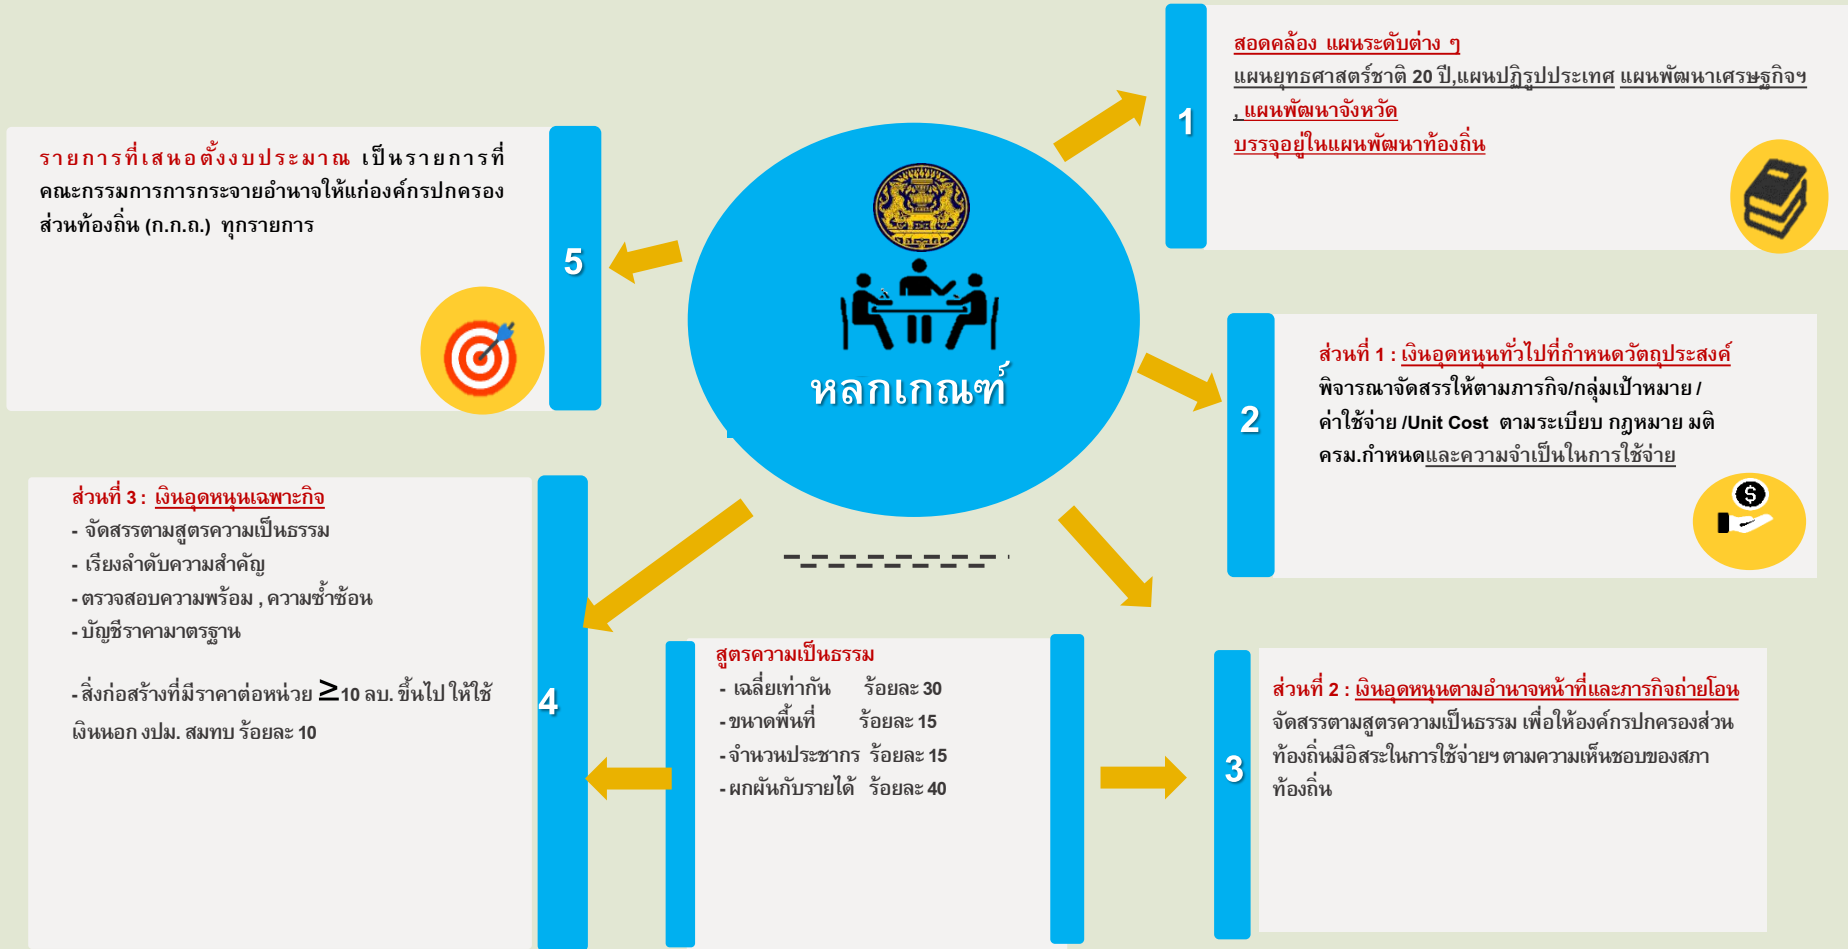 หลกเกณฑ์
1
สอดคล้อง แผนระดับต่าง ๆ
แผนยุทธศาสตร์ชาติ 20 ปี,แผนปฏิรูปประเทศ แผนพัฒนาเศรษฐกิจฯ
, แผนพัฒนาจังหวัด
บรรจุอยู่ในแผนพัฒนาท้องถิ่น
2
ส่วนที่ 1 : เงินอุดหนุนทั่วไปที่กำหนดวัตถุประสงค์
พิจารณาจัดสรรให้ตามภารกิจ/กลุ่มเป้าหมาย /
ค่าใช้จ่าย /Unit Cost ตามระเบียบ กฎหมาย มติ
ครม.กำหนดและความจำเป็นในการใช้จ่าย
3
ส่วนที่ 2 : เงินอุดหนุนตามอำนาจหน้าที่และภารกิจถ่ายโอน
จัดสรรตามสูตรความเป็นธรรม เพื่อให้องค์กรปกครองส่วน
ท้องถิ่นมีอิสระในการใช้จ่ายฯ ตามความเห็นชอบของสภา
ท้องถิ่น
สูตรความเป็นธรรม
- เฉลี่ยเท่ากัน ร้อยละ 30
- ขนาดพื้นที่ ร้อยละ 15
- จำนวนประชากร ร้อยละ 15
- ผกผันกับรายได้ ร้อยละ 40
4
ส่วนที่ 3 : เงินอุดหนุนเฉพาะกิจ
- จัดสรรตามสูตรความเป็นธรรม
- เรียงลำดับความสำคัญ
- ตรวจสอบความพร้อม , ความซ้ำซ้อน
- บัญชีราคามาตรฐาน
- สิ่งก่อสร้างที่มีราคาต่อหน่วย ≥10 ลบ. ขึ้นไป ให้ใช้
เงินนอก งปม. สมทบ ร้อยละ 10
5
รายการที่เสนอตั้งงบประมาณ เป็นรายการที่
คณะกรรมการการกระจายอำนาจให้แก่องค์กรปกครอง
ส่วนท้องถิ่น (ก.ก.ถ.) ทุกรายการ